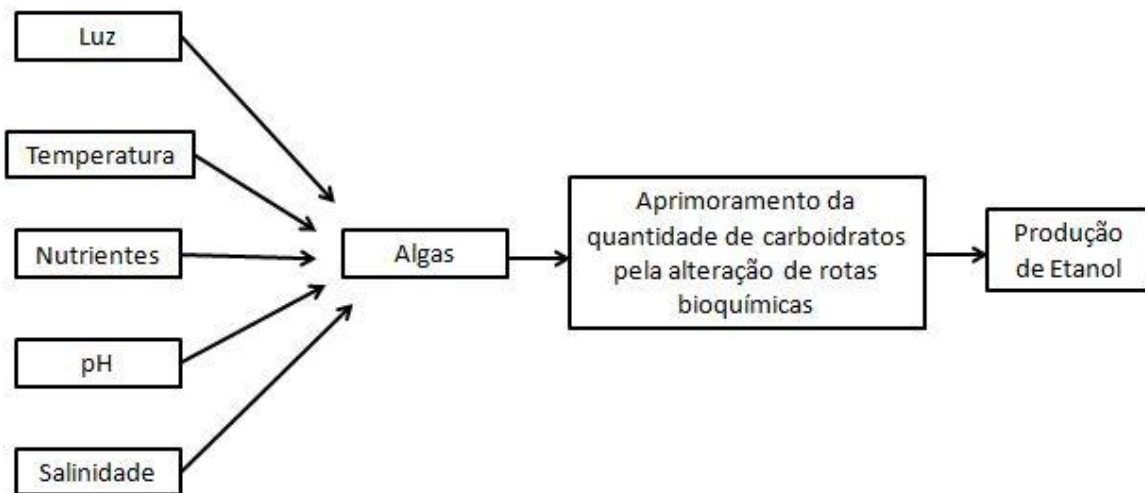 Luz
Temperatura
Nutrientes
pH
Salinidade
Algas
Aprimoramento da
quantidade de carboidratos
pela alteração de rotas
bioquímicas
Produção
de Etanol